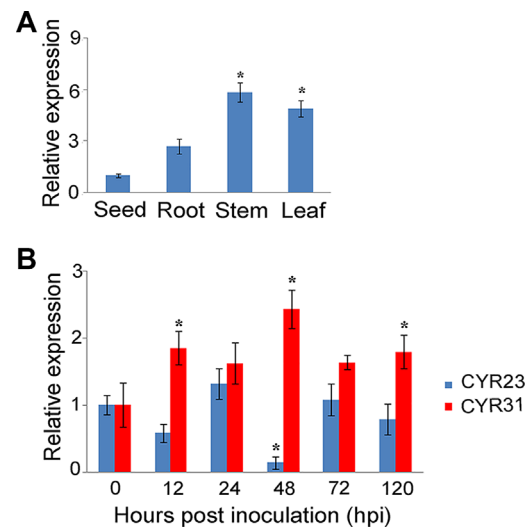 A
Relative expression
9
6
3
0
* *
Seed Root Stem Leaf
B
Relative expression
3
2
1
0
* * * *
CYR23
CYR31
0 12 24 48 72 120
Hours post inoculation (hpi)